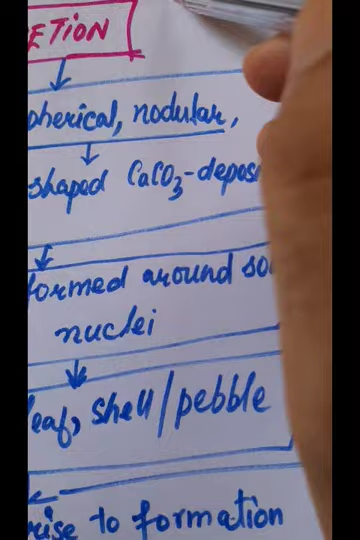 ETION
pherical, nodular,
shaped CaCO3-depos
formed around so
nuclei
leaf, shell/pebble
rise to formation